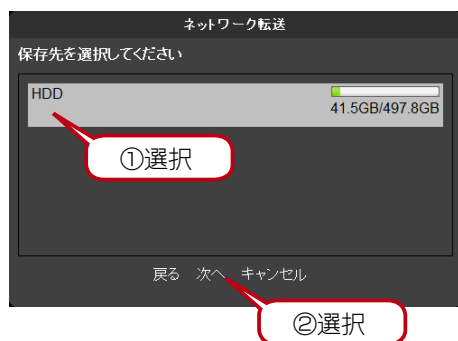 ネットワーク転送
保存先を選択してください
HDD
41.5GB/497.8GB
①選択
戻る 次へ キャンセル
②選択